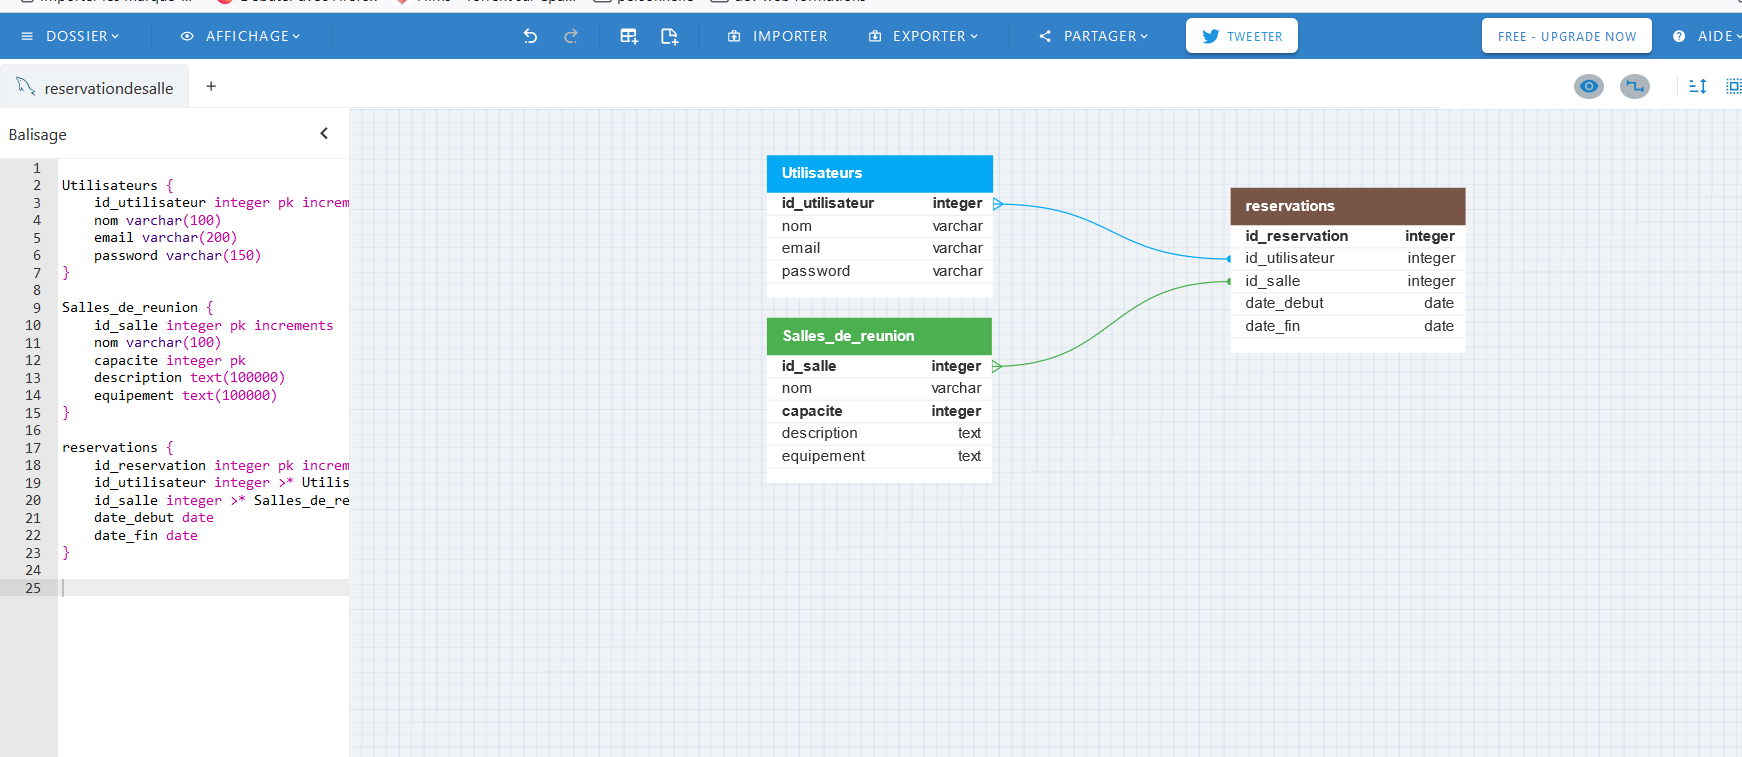 DOSSIER
AFFICHAGE
IMPORTER
EXPORTER
PARTAGER
TWEETER
FREE - UPGRADE NOW
AIDE
reservationdesalle
+
Balisage
1
2 Utilisateurs {
3 id_utilisateur integer pk increm
4 nom varchar(100)
5 email varchar(200)
6 password varchar(150)
7 }
8
9 Salles_de_reunion {
10 id_salle integer pk increments
11 nom varchar(100)
12 capacite integer pk
13 description text(100000)
14 equipement text(100000)
15 }
16
17 reservations {
18 id_reservation integer pk increm
19 id_utilisateur integer >* Utilis
20 id_salle integer >* Salles_de_re
21 date_debut date
22 date_fin date
23 }
24
25
Utilisateurs
id_utilisateur integer
nom varchar
email varchar
password varchar
Salles_de_reunion
id_salle integer
nom varchar
capacite integer
description text
equipement text
reservations
id_reservation integer
id_utilisateur integer
id_salle integer
date_debut date
date_fin date